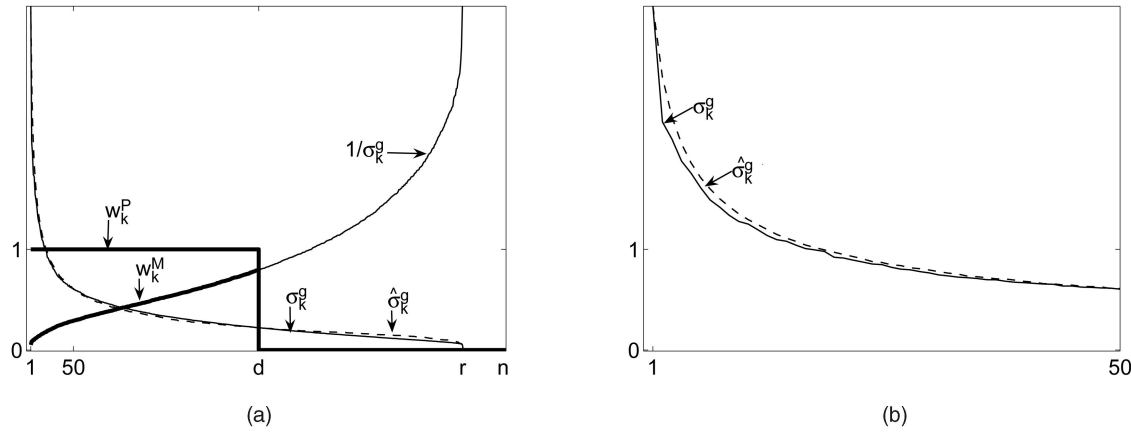 1/σ_k^g
σ_k^g
σ̂_k^g
w_k^P
1
1
w_k^M
σ_k^g
σ̂_k^g
0
0
1 50 d r n
1 50
(a) (b)